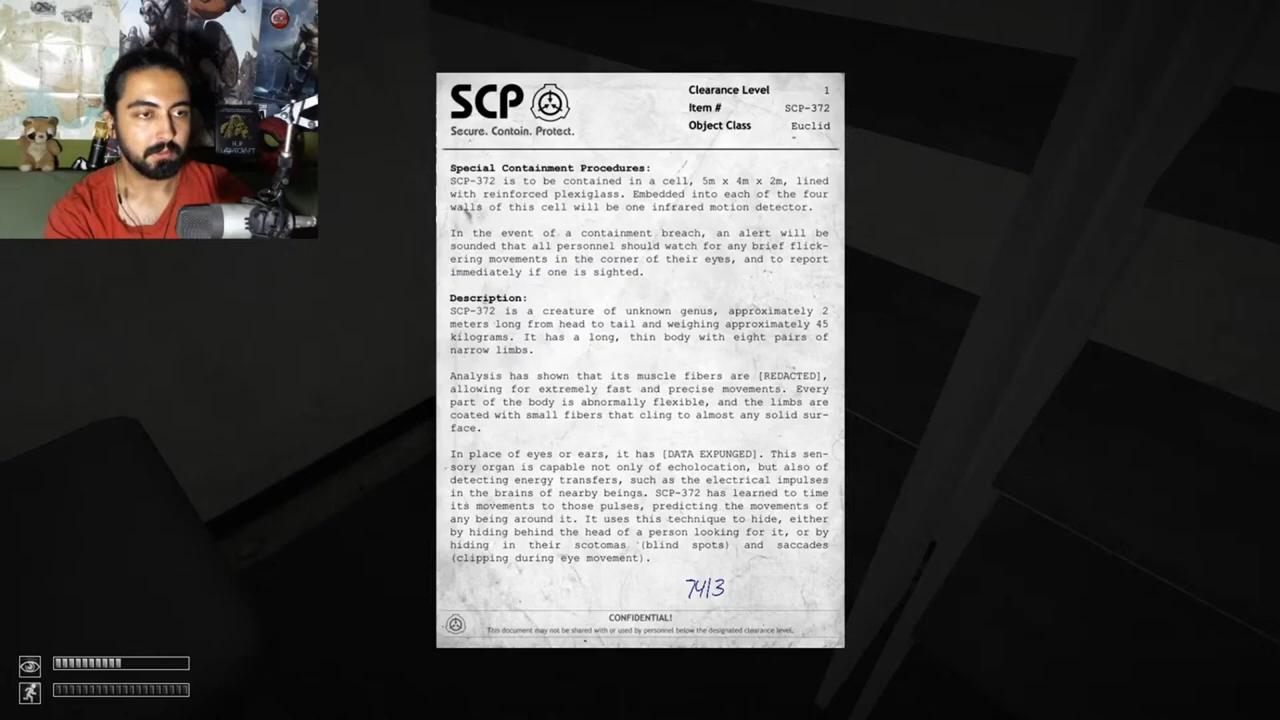 SCP
Secure. Contain. Protect.
Clearance Level 1
Item # SCP-372
Object Class Euclid
Special Containment Procedures:
SCP-372 is to be contained in a cell, 5m x 4m x 2m, lined
with reinforced plexiglass. Embedded into each of the four
walls of this cell will be one infrared motion detector.
In the event of a containment breach, an alert will be
sounded that all personnel should watch for any brief flick-
ering movements in the corner of their eyes, and to report
immediately if one is sighted.
Description:
SCP-372 is a creature of unknown genus, approximately 2
meters long from head to tail and weighing approximately 45
kilograms. It has a long, thin body with eight pairs of
narrow limbs.
Analysis has shown that its muscle fibers are [REDACTED],
allowing for extremely fast and precise movements. Every
part of the body is abnormally flexible, and the limbs are
coated with small fibers that cling to almost any solid sur-
face.
In place of eyes or ears, it has [DATA EXPUNGED]. This sen-
sory organ is capable not only of echolocation, but also of
detecting energy transfers, such as the electrical impulses
in the brains of nearby beings. SCP-372 has learned to time
its movements to those pulses, predicting the movements of
any being around it. It uses this technique to hide, either
by hiding behind the head of a person looking for it, or by
hiding in their scotomas (blind spots) and saccades
(clipping during eye movement).
7413
CONFIDENTIAL!
This document may not be shared with or used by personnel below the designated clearance level.